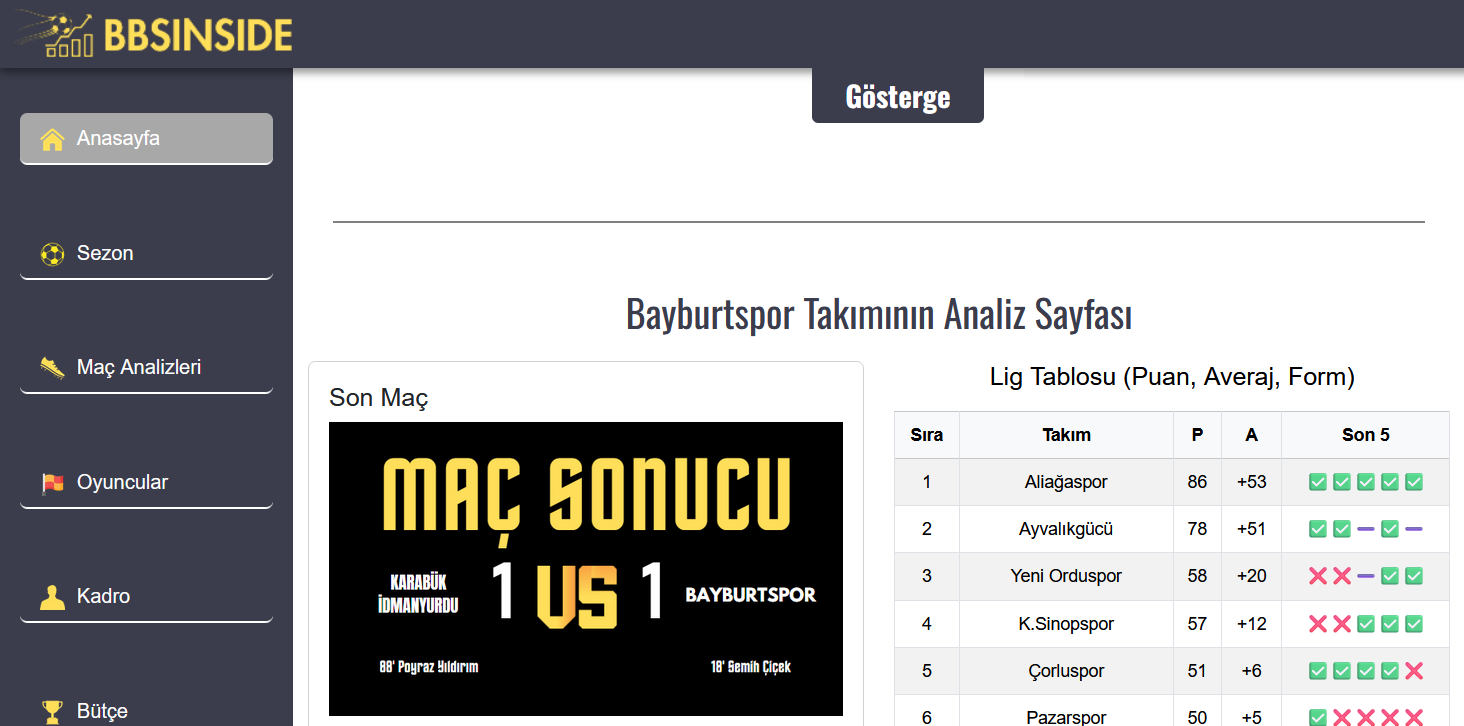 BBSINSIDE
Gösterge
Anasayfa
Sezon
Maç Analizleri
Oyuncular
Kadro
Bütçe
Bayburtspor Takımının Analiz Sayfası
Son Maç
MAÇ SONUCU
KARABÜK
İDMANYURDU
1 VS 1
BAYBURTSPOR
88' Poyraz Yıldırım
18' Semih Çiçek
Lig Tablosu (Puan, Averaj, Form)
Sıra Takım P A Son 5
1 Aliağaspor 86 +53
2 Ayvalıkgücü 78 +51
3 Yeni Orduspor 58 +20
4 K.Sinopspor 57 +12
5 Çorluspor 51 +6
6 Pazarspor 50 +5